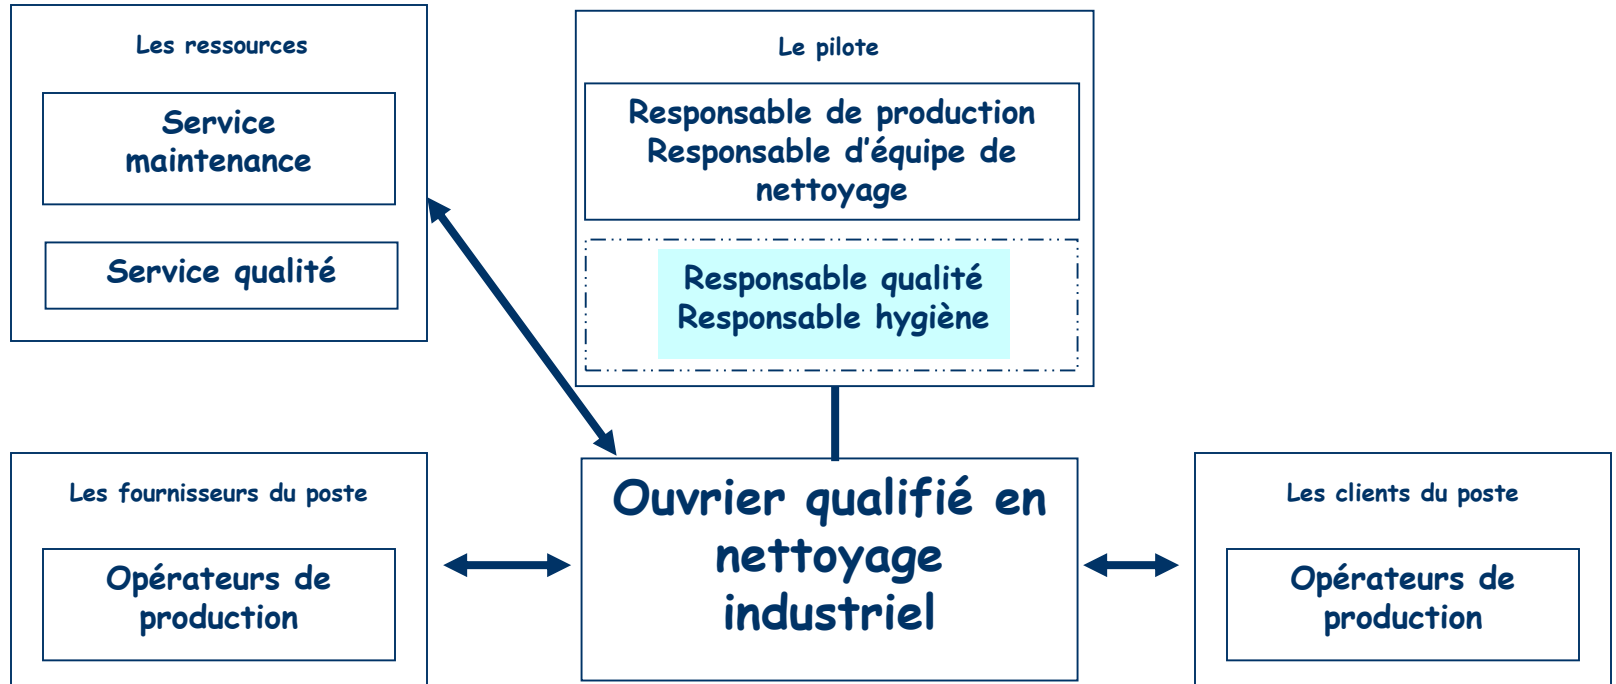 Les ressources
Service
maintenance
Service qualité
Le pilote
Responsable de production
Responsable d'équipe de
nettoyage
Responsable qualité
Responsable hygiène
Les fournisseurs du poste
Opérateurs de
production
Ouvrier qualifié en
nettoyage
industriel
Les clients du poste
Opérateurs de
production